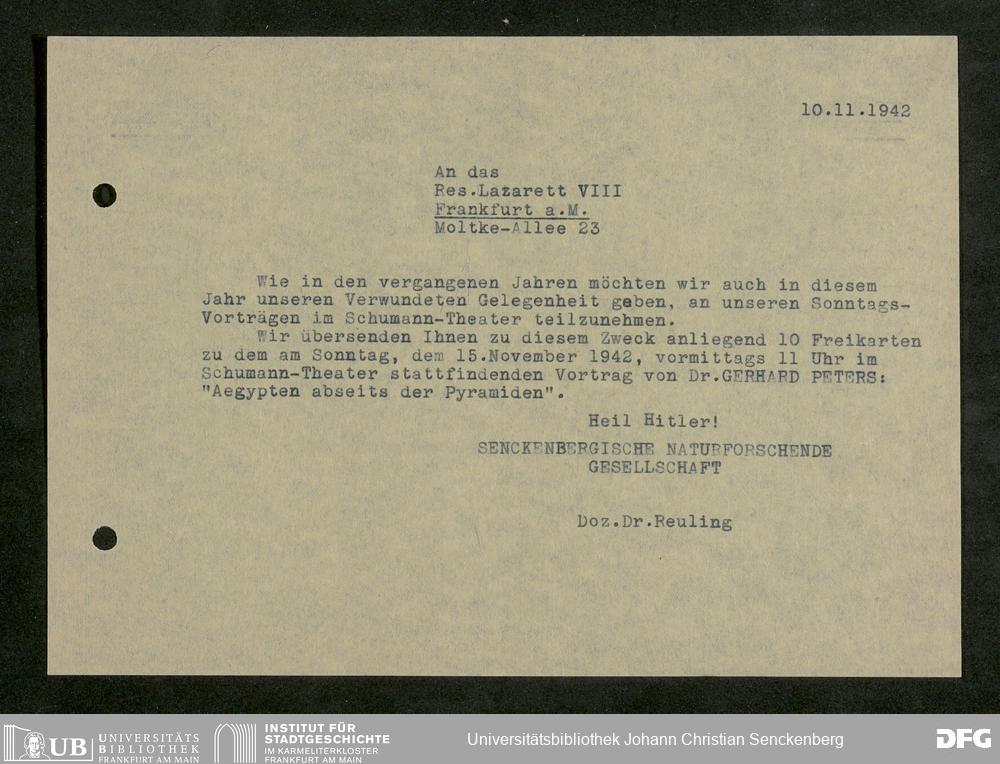 10.11.1942
An das
Res.Lazarett VIII
Frankfurt a.M.
Moltke-Allee 23
Wie in den vergangenen Jahren möchten wir auch in diesem
Jahr unseren Verwundeten Gelegenheit geben, an unseren Sonntags-
Vorträgen im Schumann-Theater teilzunehmen.
Wir übersenden Ihnen zu diesem Zweck anliegend 10 Freikarten
zu dem am Sonntag, dem 15.November 1942, vormittags 11 Uhr im
Schumann-Theater stattfindenden Vortrag von Dr.GERHARD PETERS:
"Aegypten abseits der Pyramiden".
Heil Hitler!
SENCKENBERGISCHE NATURFORSCHENDE
GESELLSCHAFT
Doz.Dr.Reuling
UB UNIVERSITÄTS
BIBLIOTHEK
FRANKFURT AM MAIN
INSTITUT FÜR
STADTGESCHICHTE
IM KARMELITERKLOSTER
FRANKFURT AM MAIN
Universitätsbibliothek Johann Christian Senckenberg
DFG